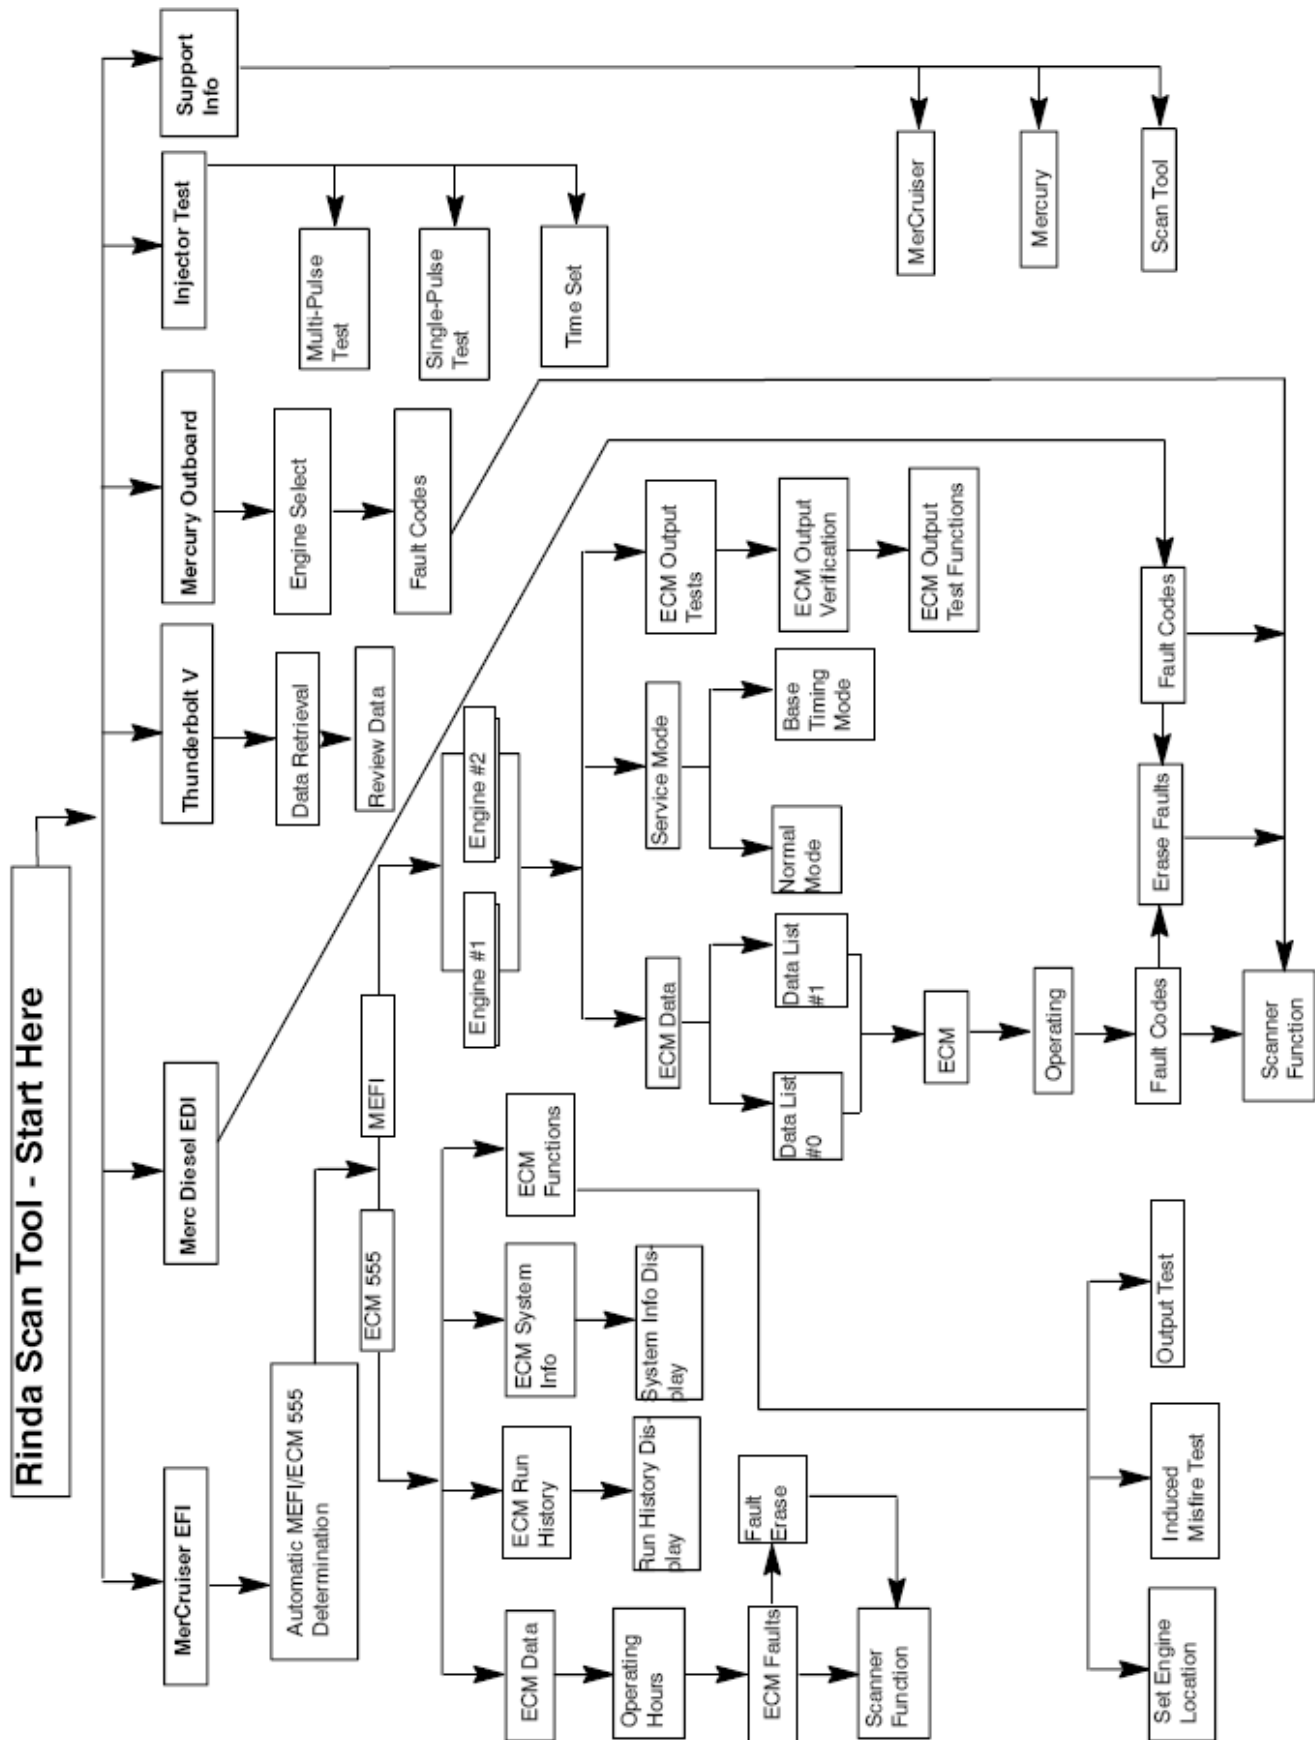 Rinda Scan Tool - Start Here
MerCruiser EFI
Merc Diesel EDI
Thunderbolt V
Mercury Outboard
Injector Test
Support
Info
Automatic MEFI/ECM 555
Determination
Data Retrieval
Engine Select
Multi-Pulse
Test
ECM 555
MEFI
Review Data
Fault Codes
Single-Pulse
Test
Engine #1
Engine #2
Time Set
ECM Data
ECM Run
History
ECM System
Info
ECM
Functions
ECM Data
Service Mode
ECM Output
Tests
Operating
Hours
Run History Dis-
play
System Info Dis-
play
Data List
#0
Data List
#1
Normal
Mode
Base
Timing
Mode
ECM Output
Verification
ECM Faults
Fault
Erase
ECM
ECM Output
Test Functions
MerCruiser
Scanner
Function
Operating
Mercury
Set Engine
Location
Induced
Misfire Test
Output Test
Fault Codes
Erase Faults
Fault Codes
Scan Tool
Scanner
Function